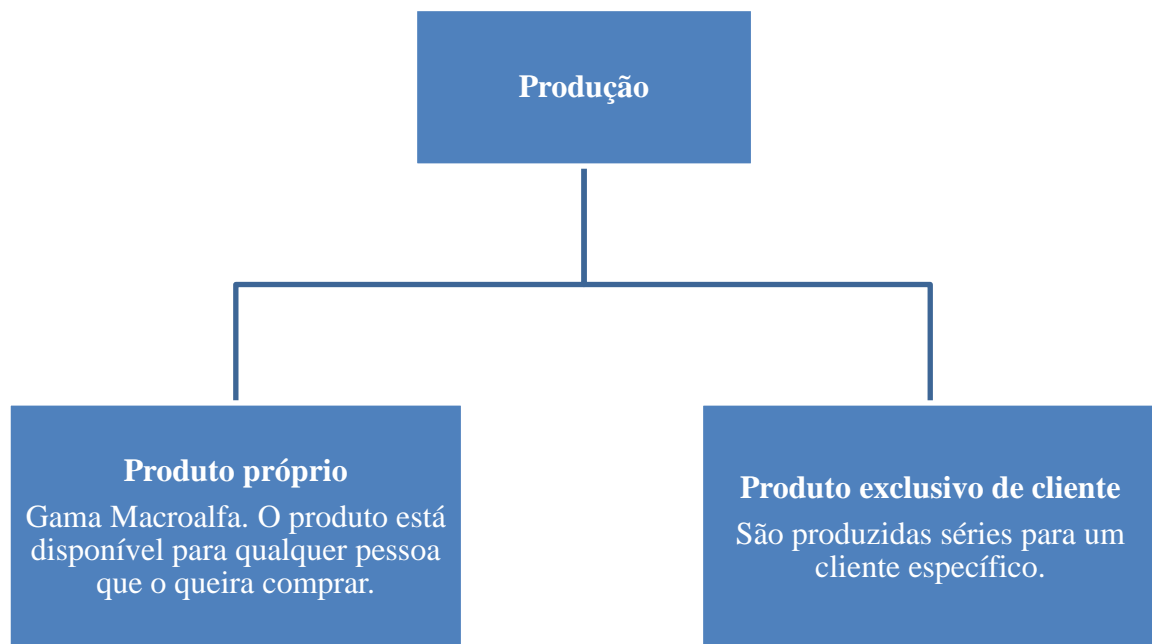 Produção
Produto próprio
Gama Macroalfa. O produto está
disponível para qualquer pessoa
que o queira comprar.
Produto exclusivo de cliente
São produzidas séries para um
cliente específico.